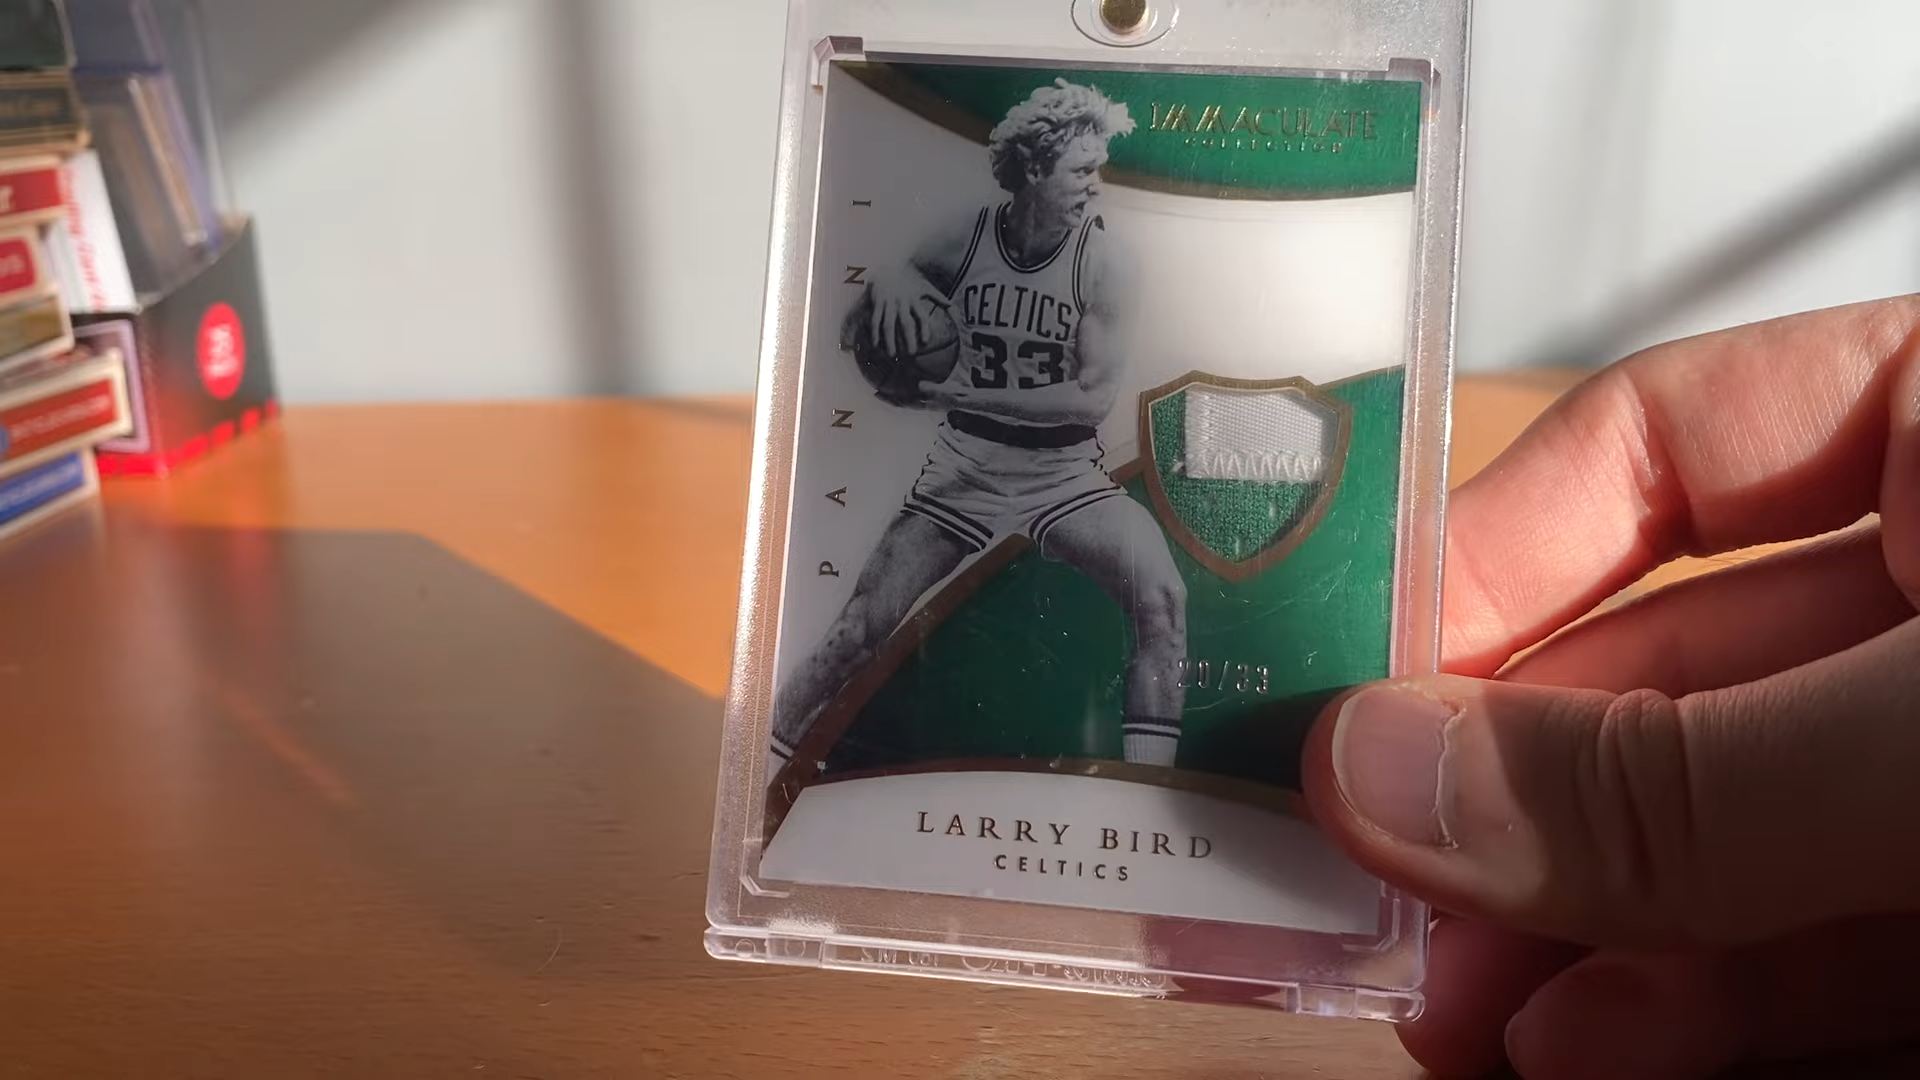 IMMACULATE
COLLECTION
PANINI
CELTICS
33
20/33
LARRY BIRD
CELTICS